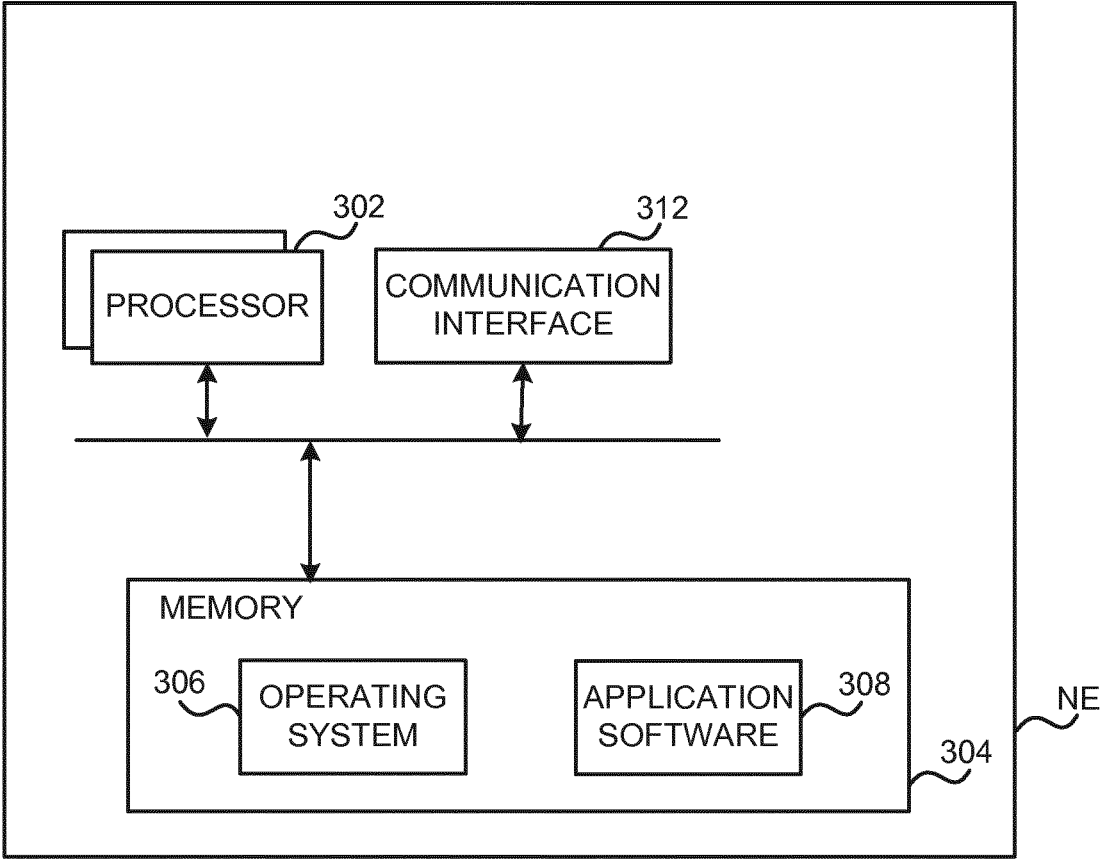 302
312
PROCESSOR
COMMUNICATION
INTERFACE
MEMORY
306
OPERATING
SYSTEM
APPLICATION
SOFTWARE
308
NE
304